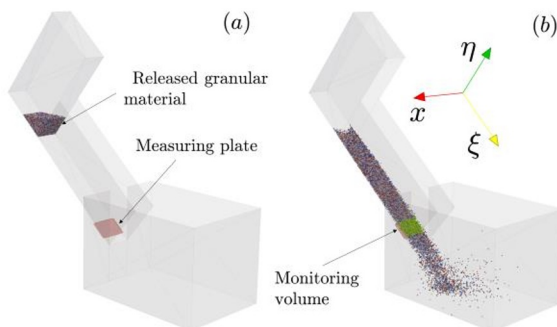 (a)
Released granular
material
Measuring plate
(b)
η
x
ξ
Monitoring
volume